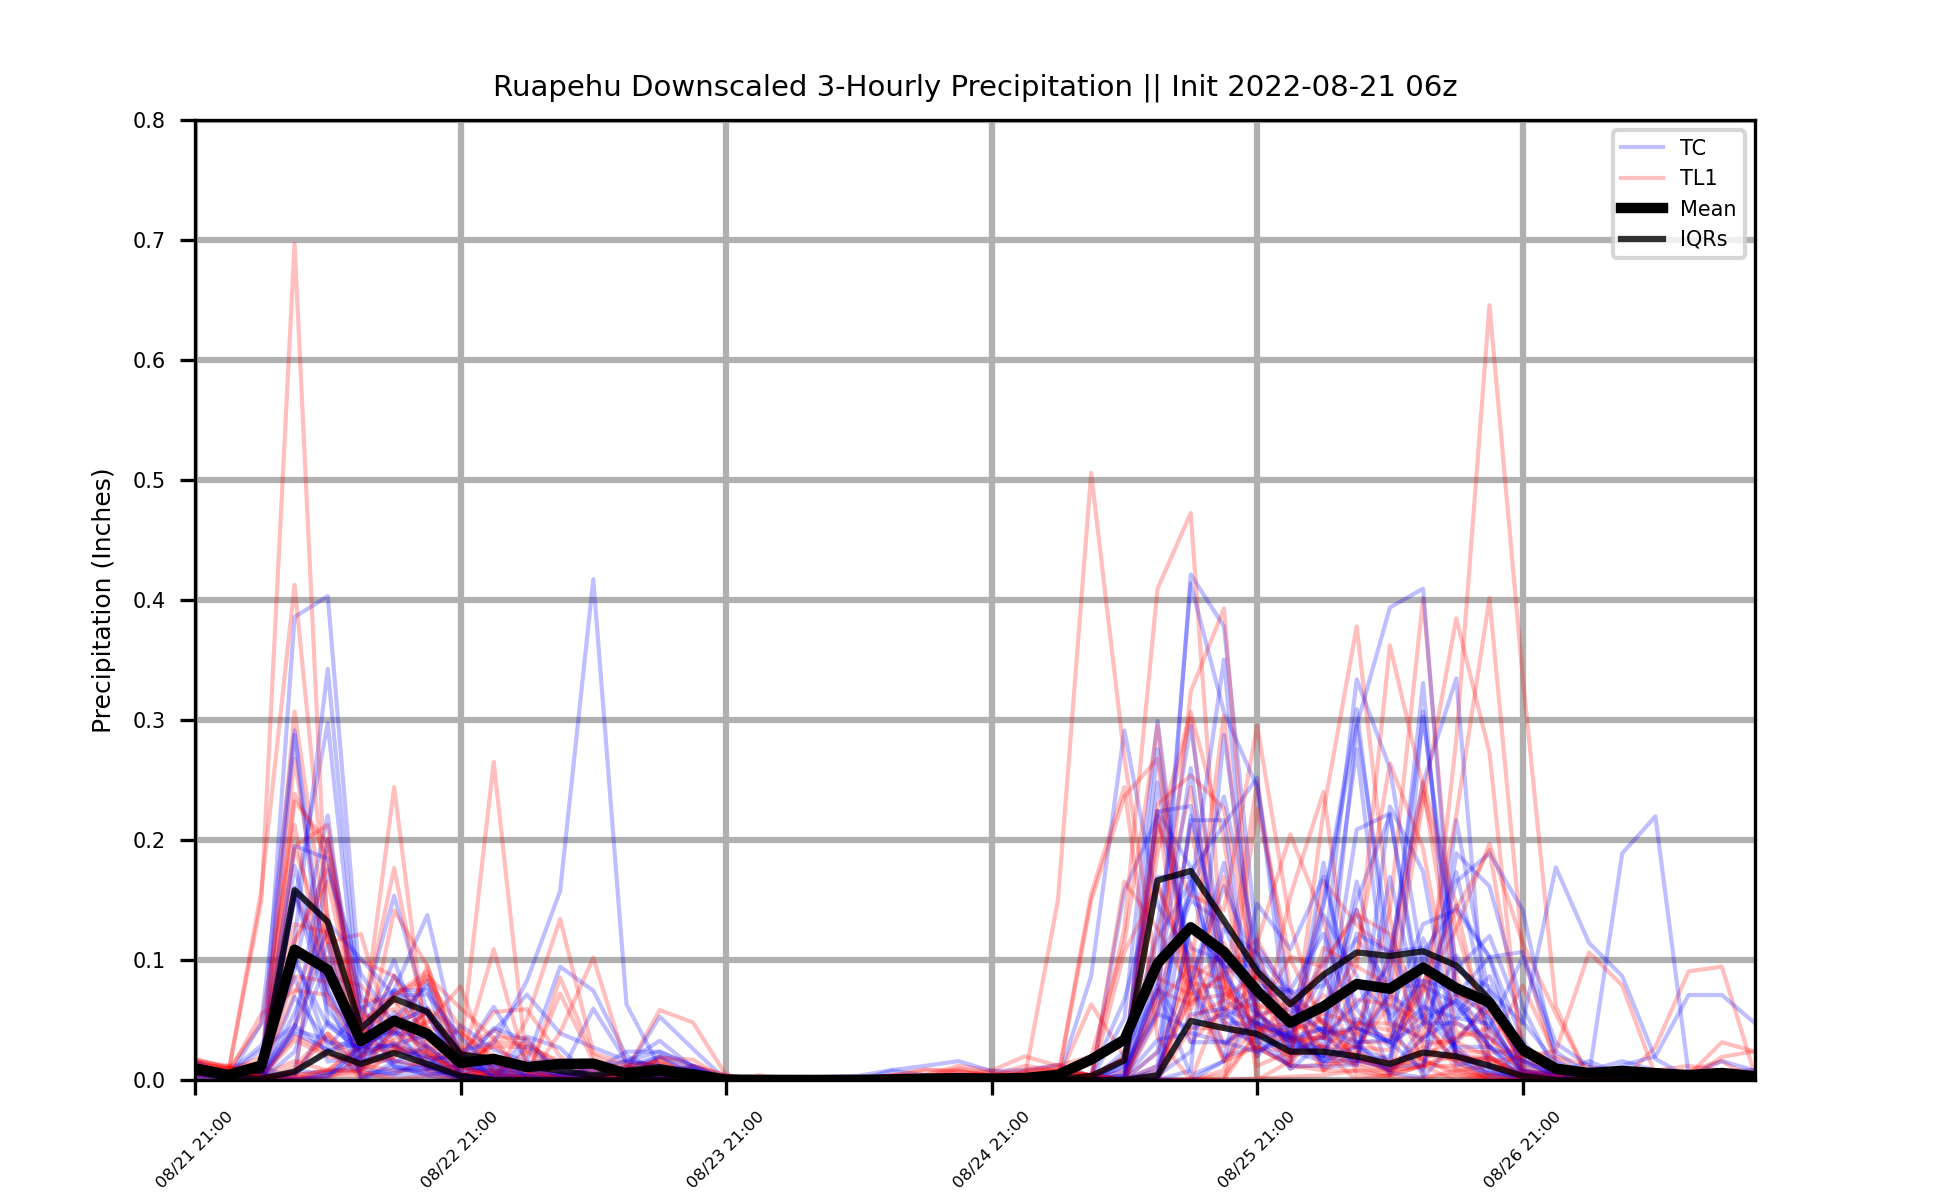 Ruapehu Downscaled 3-Hourly Precipitation || Init 2022-08-21 06z
Precipitation (Inches)
0.8
0.7
0.6
0.5
0.4
0.3
0.2
0.1
0.0
TC
TL1
Mean
IQRs
08/21 21:00
08/22 21:00
08/23 21:00
08/24 21:00
08/25 21:00
08/26 21:00